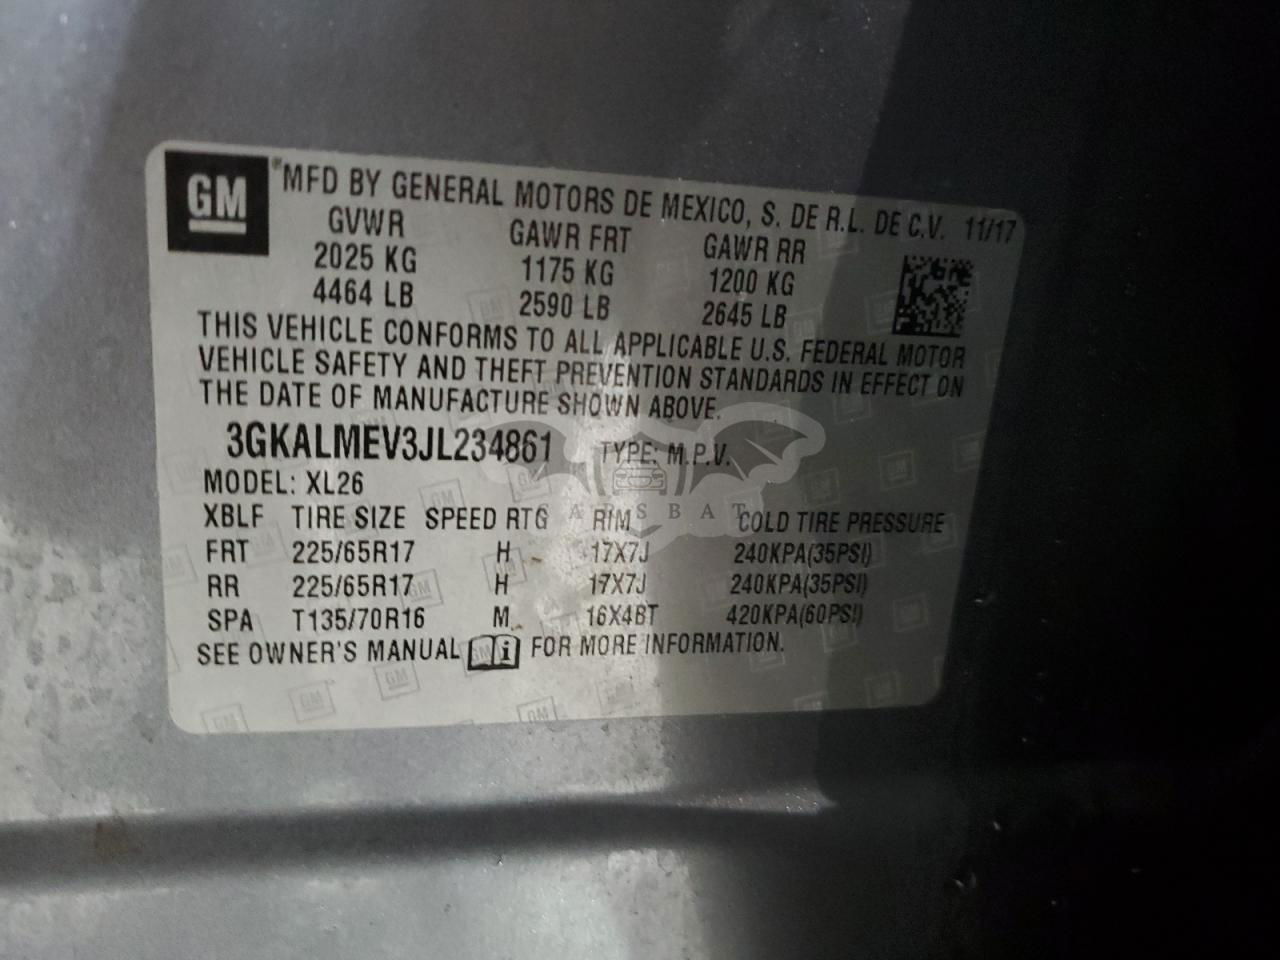 GM
MFD BY GENERAL MOTORS DE MEXICO, S. DE R.L. DE C.V. 11/17
GVWR GAWR FRT GAWR RR
2025 KG 1175 KG 1200 KG
4464 LB 2590 LB 2645 LB
THIS VEHICLE CONFORMS TO ALL APPLICABLE U.S. FEDERAL MOTOR
VEHICLE SAFETY AND THEFT PREVENTION STANDARDS IN EFFECT ON
THE DATE OF MANUFACTURE SHOWN ABOVE.
3GKALMEV3JL234861 TYPE: M.P.V.
MODEL: XL26
CARSBAT
XBLF TIRE SIZE SPEED RTG RIM COLD TIRE PRESSURE
FRT 225/65R17 H 17X7J 240KPA(35PSI)
RR 225/65R17 H 17X7J 240KPA(35PSI)
SPA T135/70R16 M 16X4BT 420KPA(60PSI)
SEE OWNER'S MANUAL i FOR MORE INFORMATION.